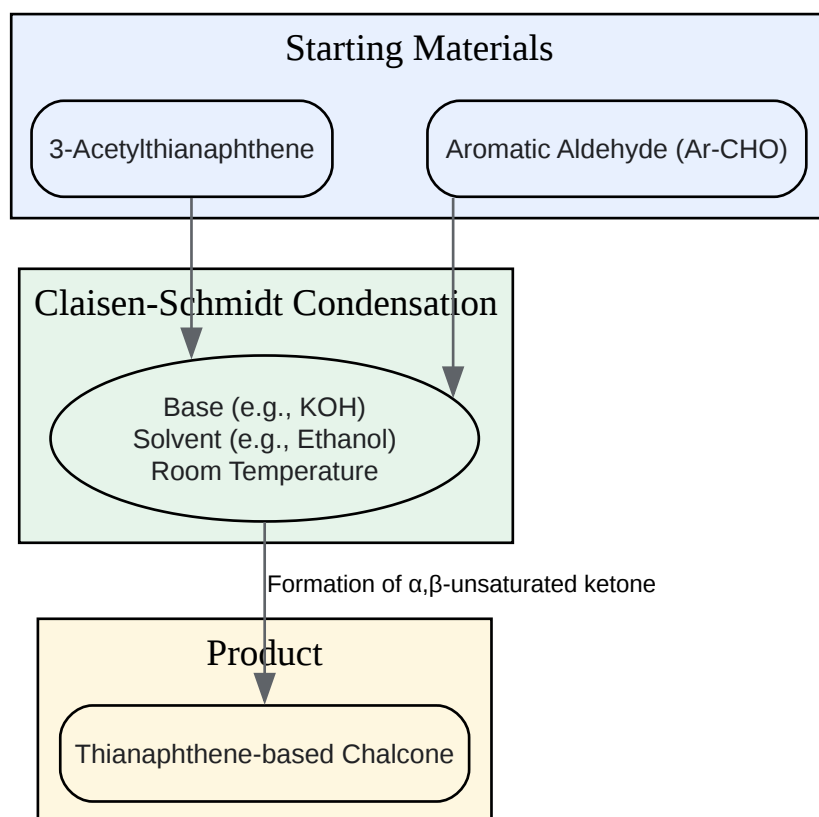 Starting Materials
3-Acetylthianaphthene
Aromatic Aldehyde (Ar-CHO)
Claisen-Schmidt Condensation
Base (e.g., KOH)
Solvent (e.g., Ethanol)
Room Temperature
Formation of α,β-unsaturated ketone
Product
Thianaphthene-based Chalcone